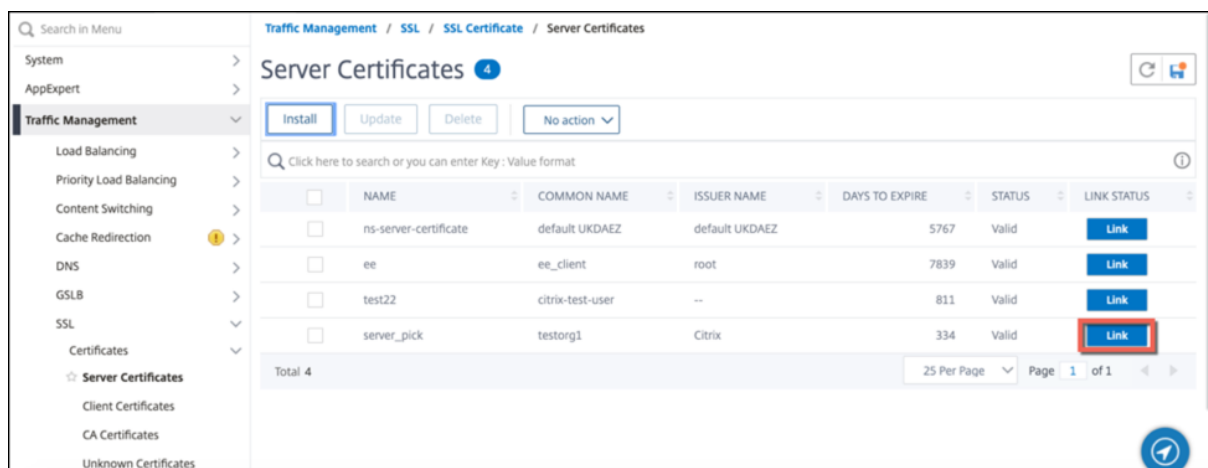 Search in Menu
System
AppExpert
Traffic Management
Load Balancing
Priority Load Balancing
Content Switching
Cache Redirection
DNS
GSLB
SSL
Certificates
Server Certificates
Client Certificates
CA Certificates
Unknown Certificates
Traffic Management / SSL / SSL Certificate / Server Certificates
Server Certificates 4
Install Update Delete No action
Click here to search or you can enter Key : Value format
NAME COMMON NAME ISSUER NAME DAYS TO EXPIRE STATUS LINK STATUS
ns-server-certificate default UKDAEZ default UKDAEZ 5767 Valid Link
ee ee_client root 7839 Valid Link
test22 citrix-test-user -- 811 Valid Link
server_pick testorg1 Citrix 334 Valid Link
Total 4 25 Per Page Page 1 of 1